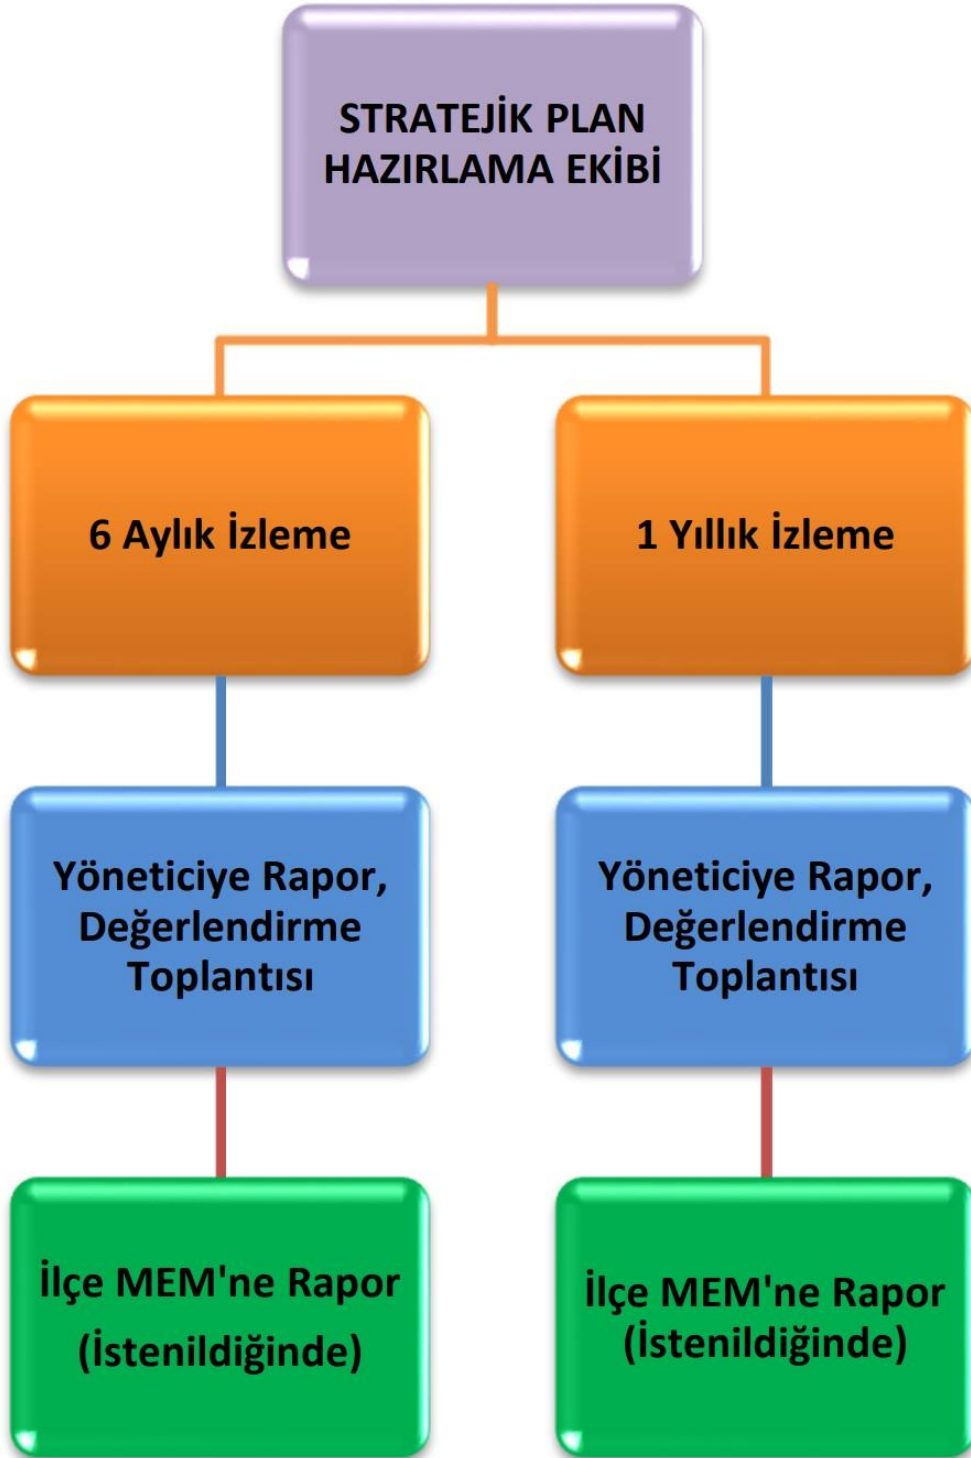 STRATEJİK PLAN
HAZIRLAMA EKİBİ
6 Aylık İzleme
1 Yıllık İzleme
Yöneticiye Rapor,
Değerlendirme
Toplantısı
Yöneticiye Rapor,
Değerlendirme
Toplantısı
İlçe MEM'ne Rapor
(İstenildiğinde)
İlçe MEM'ne Rapor
(İstenildiğinde)